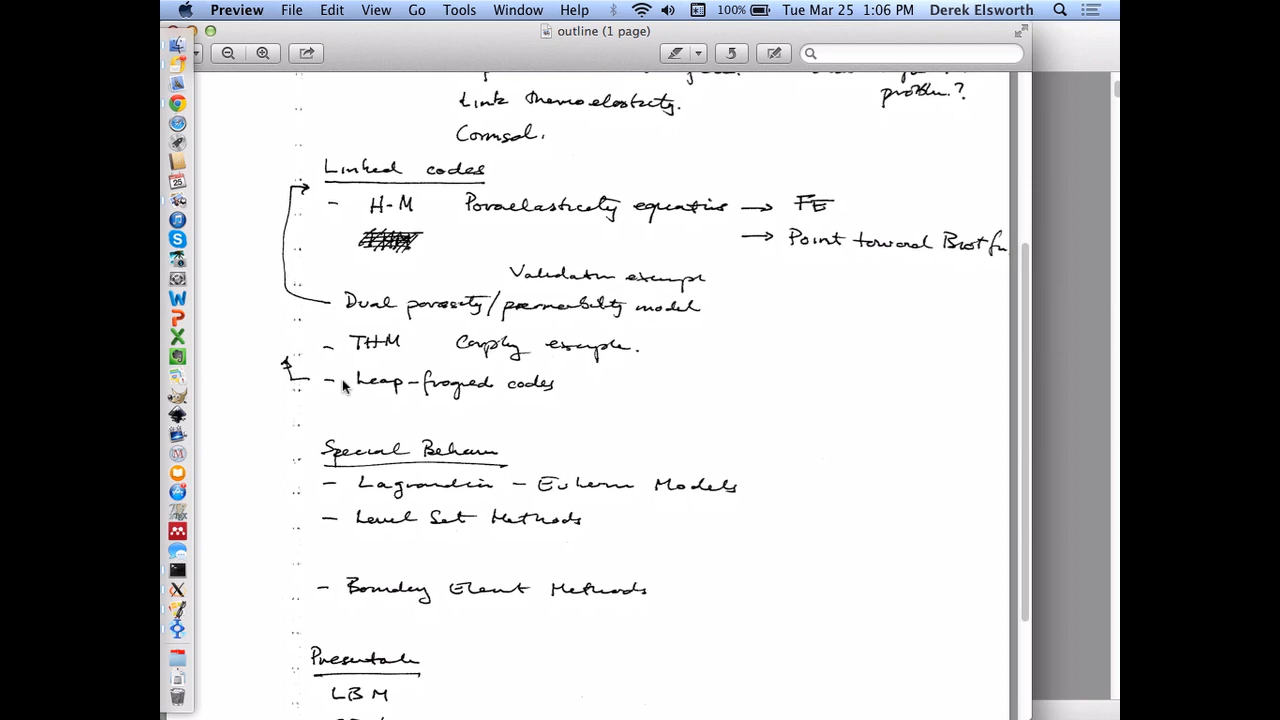 Preview File Edit View Go Tools Window Help 100% Tue Mar 25 1:06 PM Derek Elsworth
outline (1 page)
problem.?
Link thermoelasticity.
Comsol.
Linked codes
- H-M Poroelasticity equations → FE
→ Point toward Biot fn
Validation example
Dual porosity/permeability model
- THM Coupling example.
- Leap-frogged codes
Special Behavior
- Lagrangian - Eulerian Models
- Level Set Methods
- Boundary Element Methods
Presentate
LBM